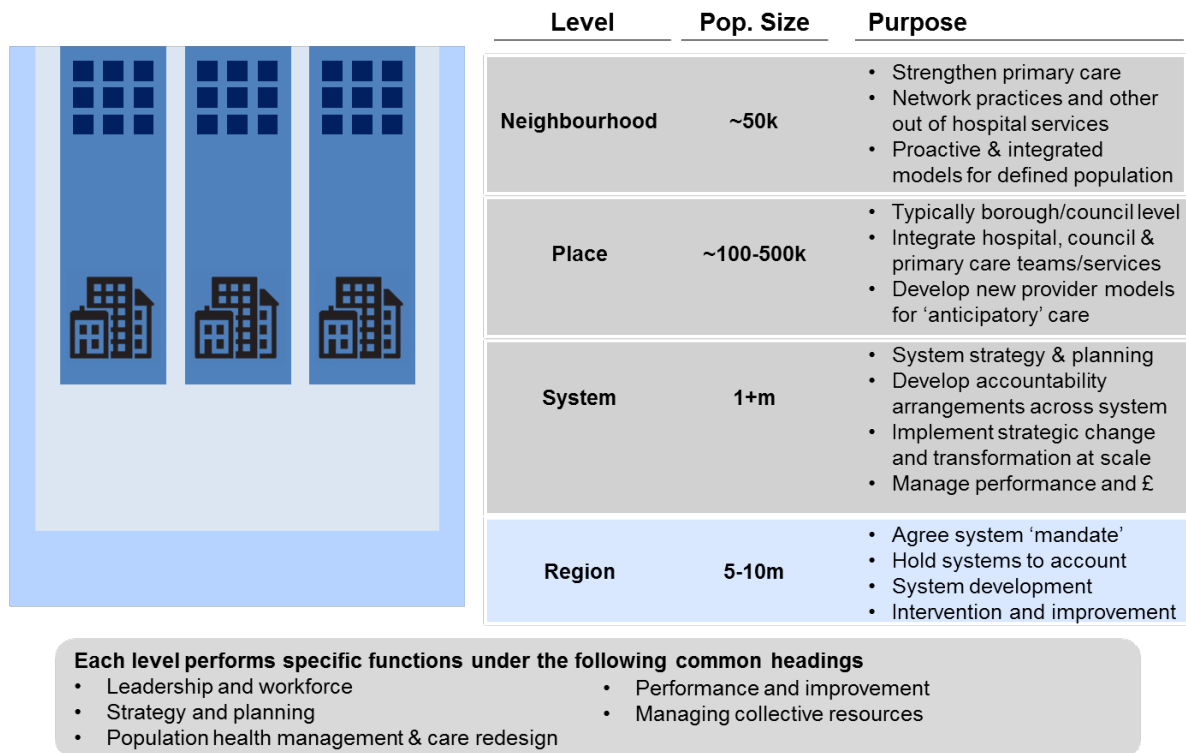 Level Pop. Size Purpose
• Strengthen primary care
• Network practices and other
out of hospital services
• Proactive & integrated
models for defined population
Neighbourhood ~50k
• Typically borough/council level
• Integrate hospital, council &
primary care teams/services
• Develop new provider models
for ‘anticipatory’ care
Place ~100-500k
• System strategy & planning
• Develop accountability
arrangements across system
• Implement strategic change
and transformation at scale
• Manage performance and £
System 1+m
• Agree system ‘mandate’
• Hold systems to account
• System development
• Intervention and improvement
Region 5-10m
Each level performs specific functions under the following common headings
• Leadership and workforce
• Strategy and planning
• Population health management & care redesign
• Performance and improvement
• Managing collective resources